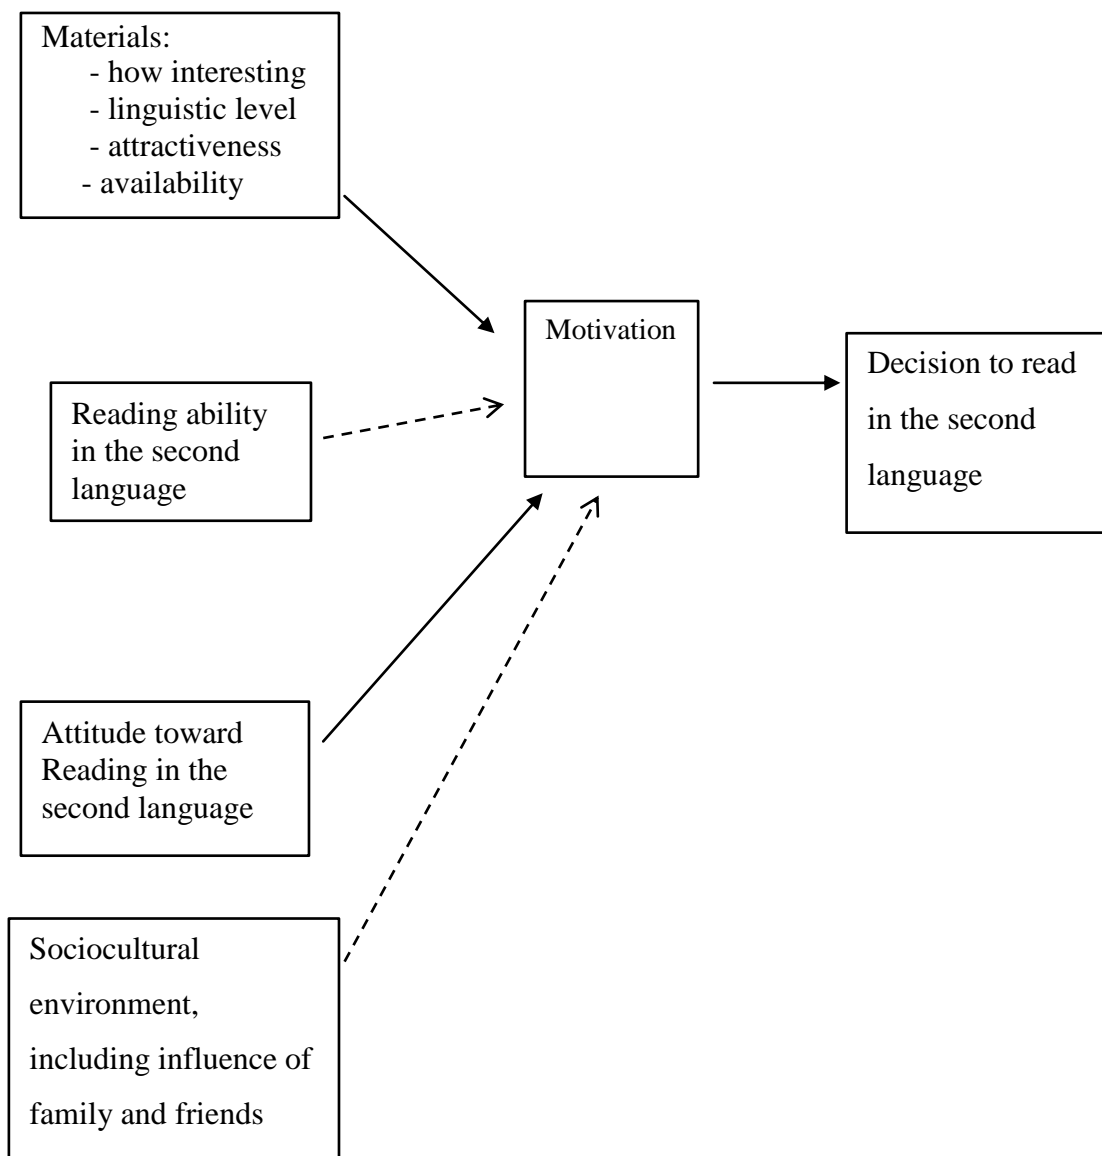 Materials:
- how interesting
- linguistic level
- attractiveness
- availability
Motivation
Decision to read
in the second
language
Reading ability
in the second
language
Attitude toward
Reading in the
second language
Sociocultural
environment,
including influence of
family and friends